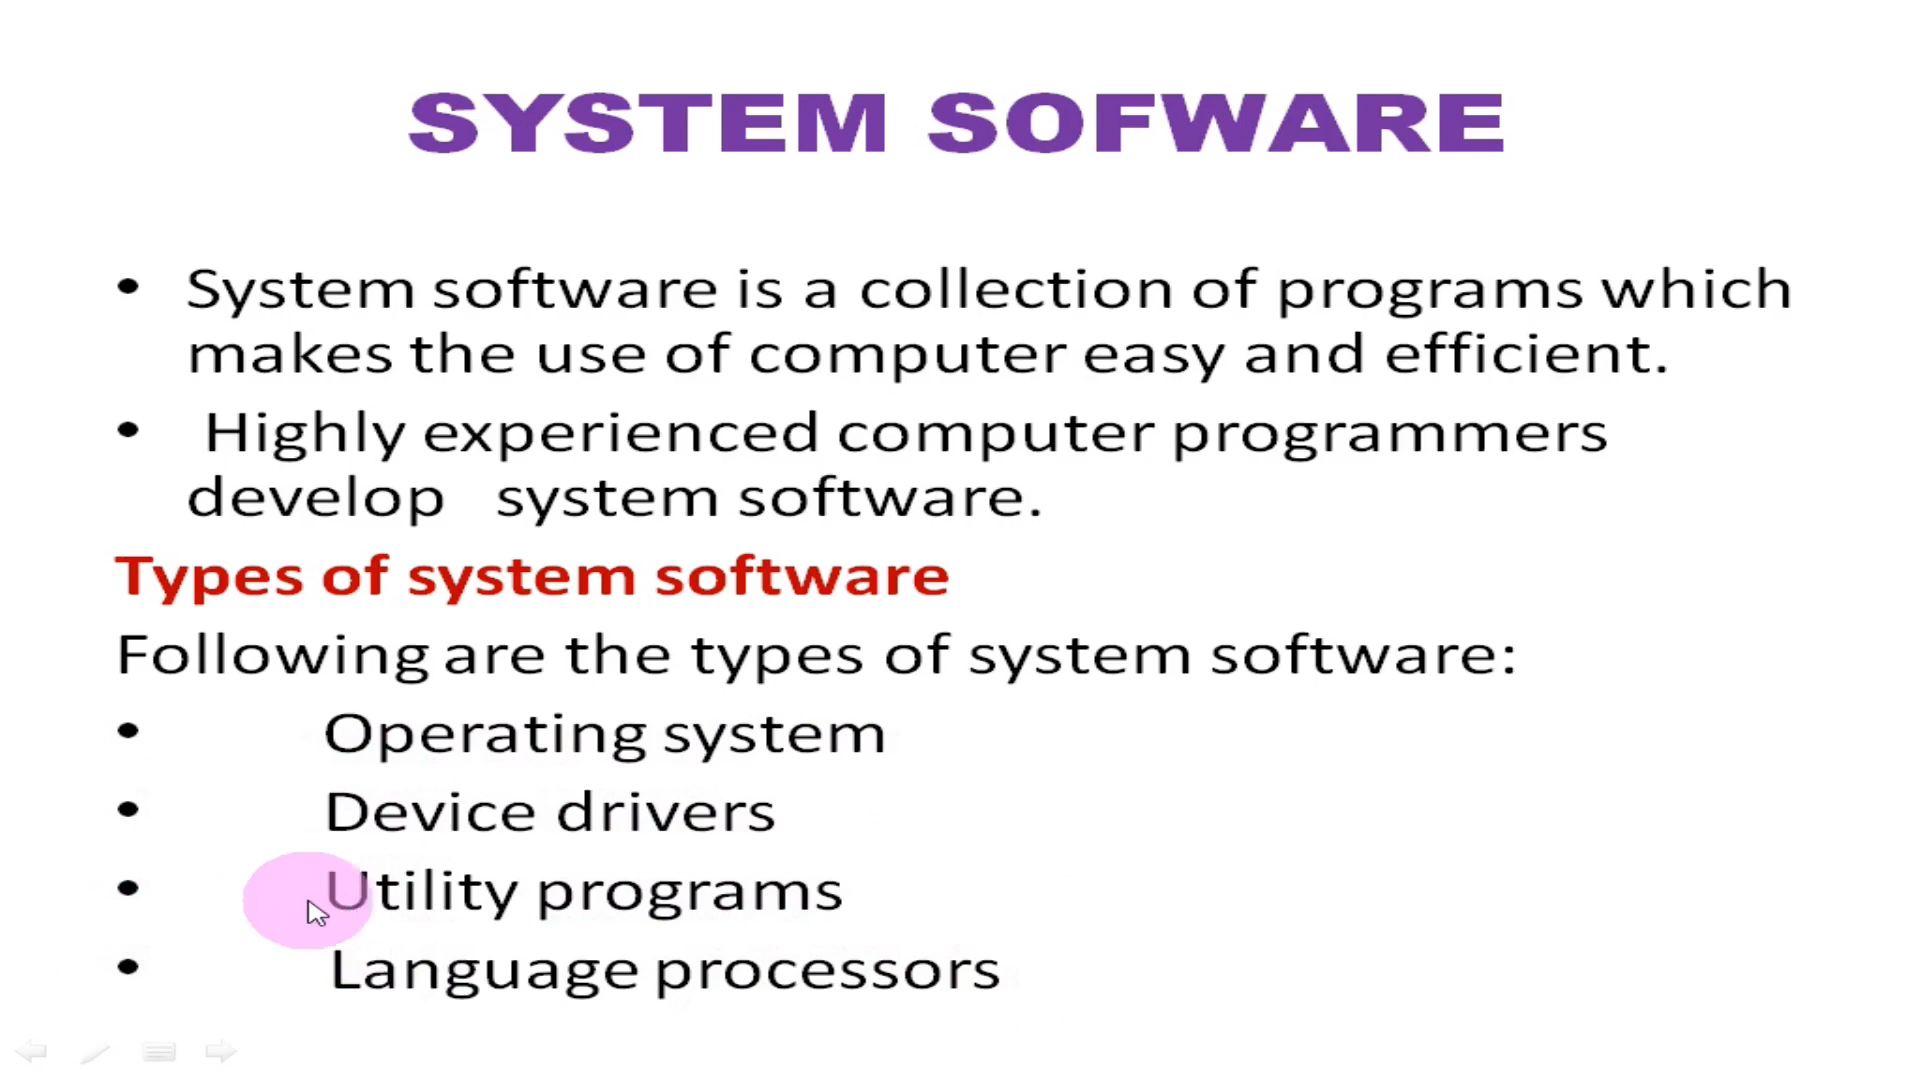 SYSTEM SOFWARE
• System software is a collection of programs which
makes the use of computer easy and efficient.
• Highly experienced computer programmers
develop system software.
Types of system software
Following are the types of system software:
• Operating system
• Device drivers
• Utility programs
• Language processors